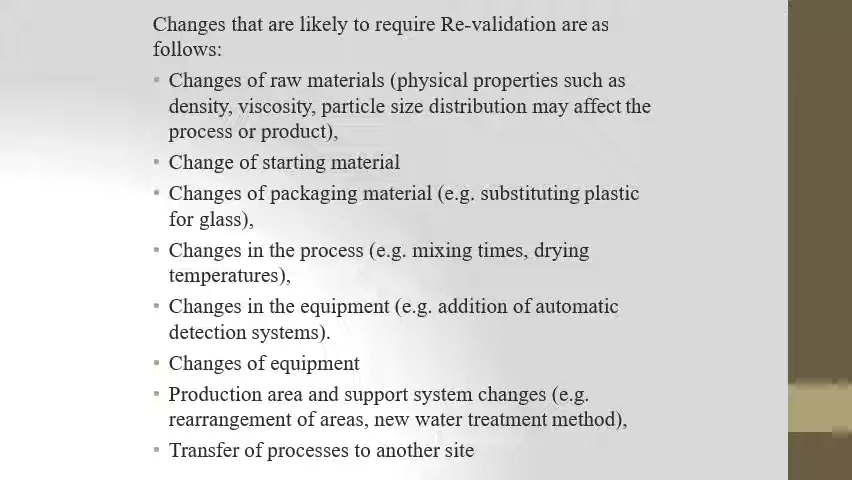 Changes that are likely to require Re-validation are as
follows:
• Changes of raw materials (physical properties such as
density, viscosity, particle size distribution may affect the
process or product),
• Change of starting material
• Changes of packaging material (e.g. substituting plastic
for glass),
• Changes in the process (e.g. mixing times, drying
temperatures),
• Changes in the equipment (e.g. addition of automatic
detection systems).
• Changes of equipment
• Production area and support system changes (e.g.
rearrangement of areas, new water treatment method),
• Transfer of processes to another site